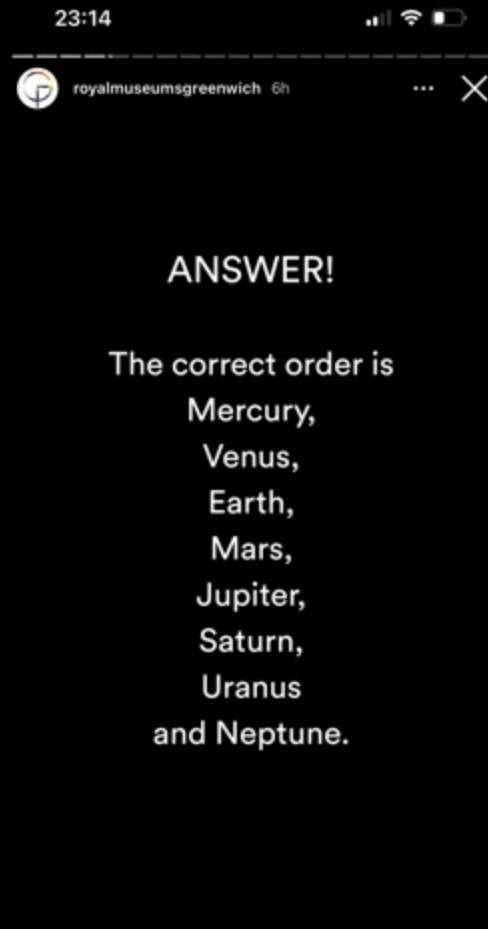 23:14
royalmuseumsgreenwich 6h
ANSWER!
The correct order is
Mercury,
Venus,
Earth,
Mars,
Jupiter,
Saturn,
Uranus
and Neptune.